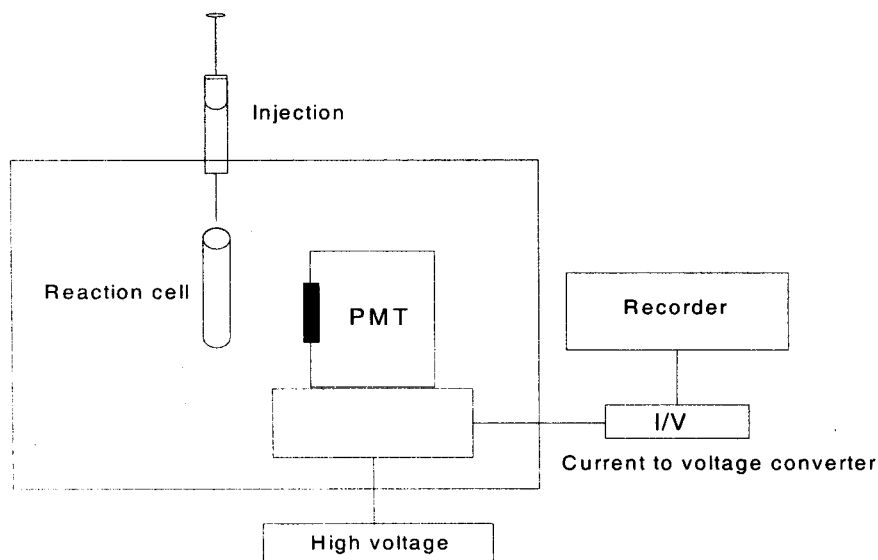 Injection
Reaction cell
PMT
Recorder
I/V
Current to voltage converter
High voltage